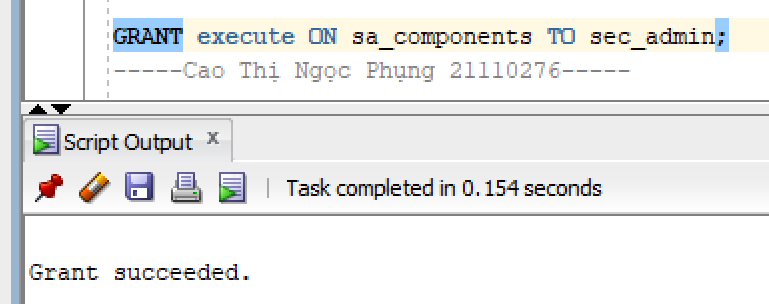 GRANT execute ON sa_components TO sec_admin;
-----Cao Thị Ngọc Phụng 21110276-----
Script Output x
Task completed in 0.154 seconds
Grant succeeded.